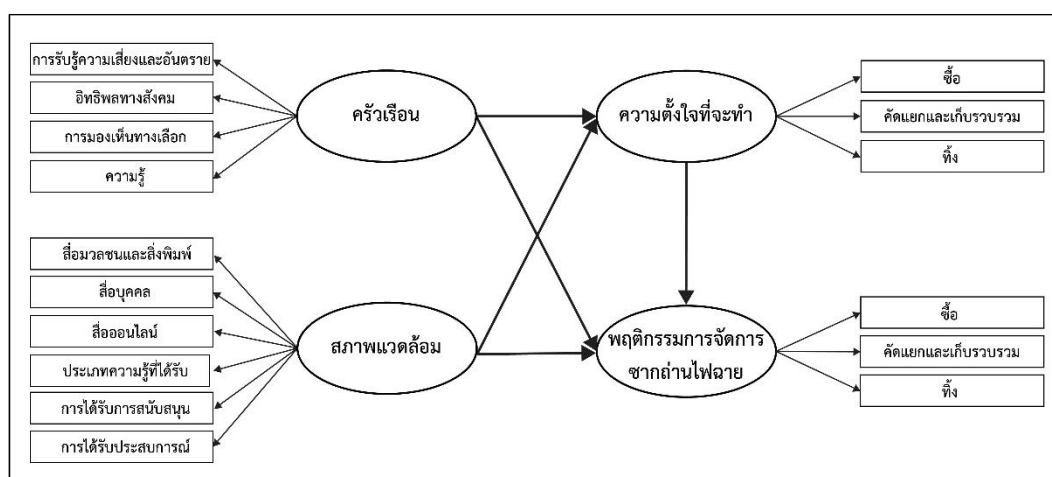 การรับรู้ความเสี่ยงและอันตราย
อิทธิพลทางสังคม
การมองเห็นทางเลือก
ความรู้
ครัวเรือน
ความตั้งใจที่จะทำ
ซื้อ
คัดแยกและเก็บรวบรวม
ทิ้ง
สื่อมวลชนและสิ่งพิมพ์
สื่อบุคคล
สื่อออนไลน์
ประเภทความรู้ที่ได้รับ
การได้รับการสนับสนุน
การได้รับประสบการณ์
สภาพแวดล้อม
พฤติกรรมการจัดการ
ซากถ่านไฟฉาย
ซื้อ
คัดแยกและเก็บรวบรวม
ทิ้ง